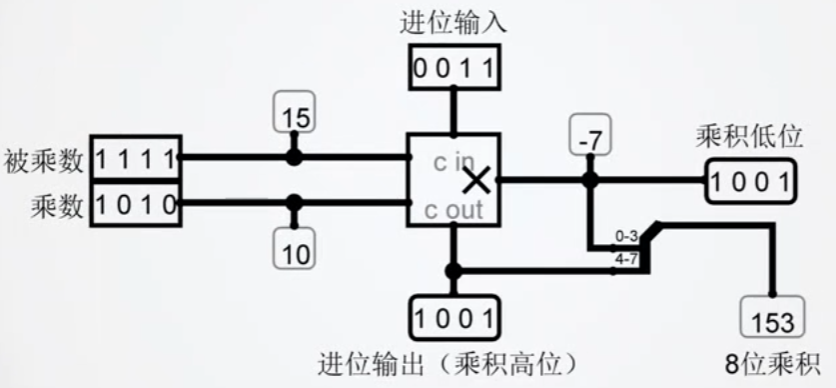 进位输入
0 0 1 1
15
-7
乘积低位
被乘数
1 1 1 1
c in
1 0 0 1
乘数
1 0 1 0
c out
10
0-3
4-7
1 0 0 1
153
进位输出（乘积高位）
8位乘积